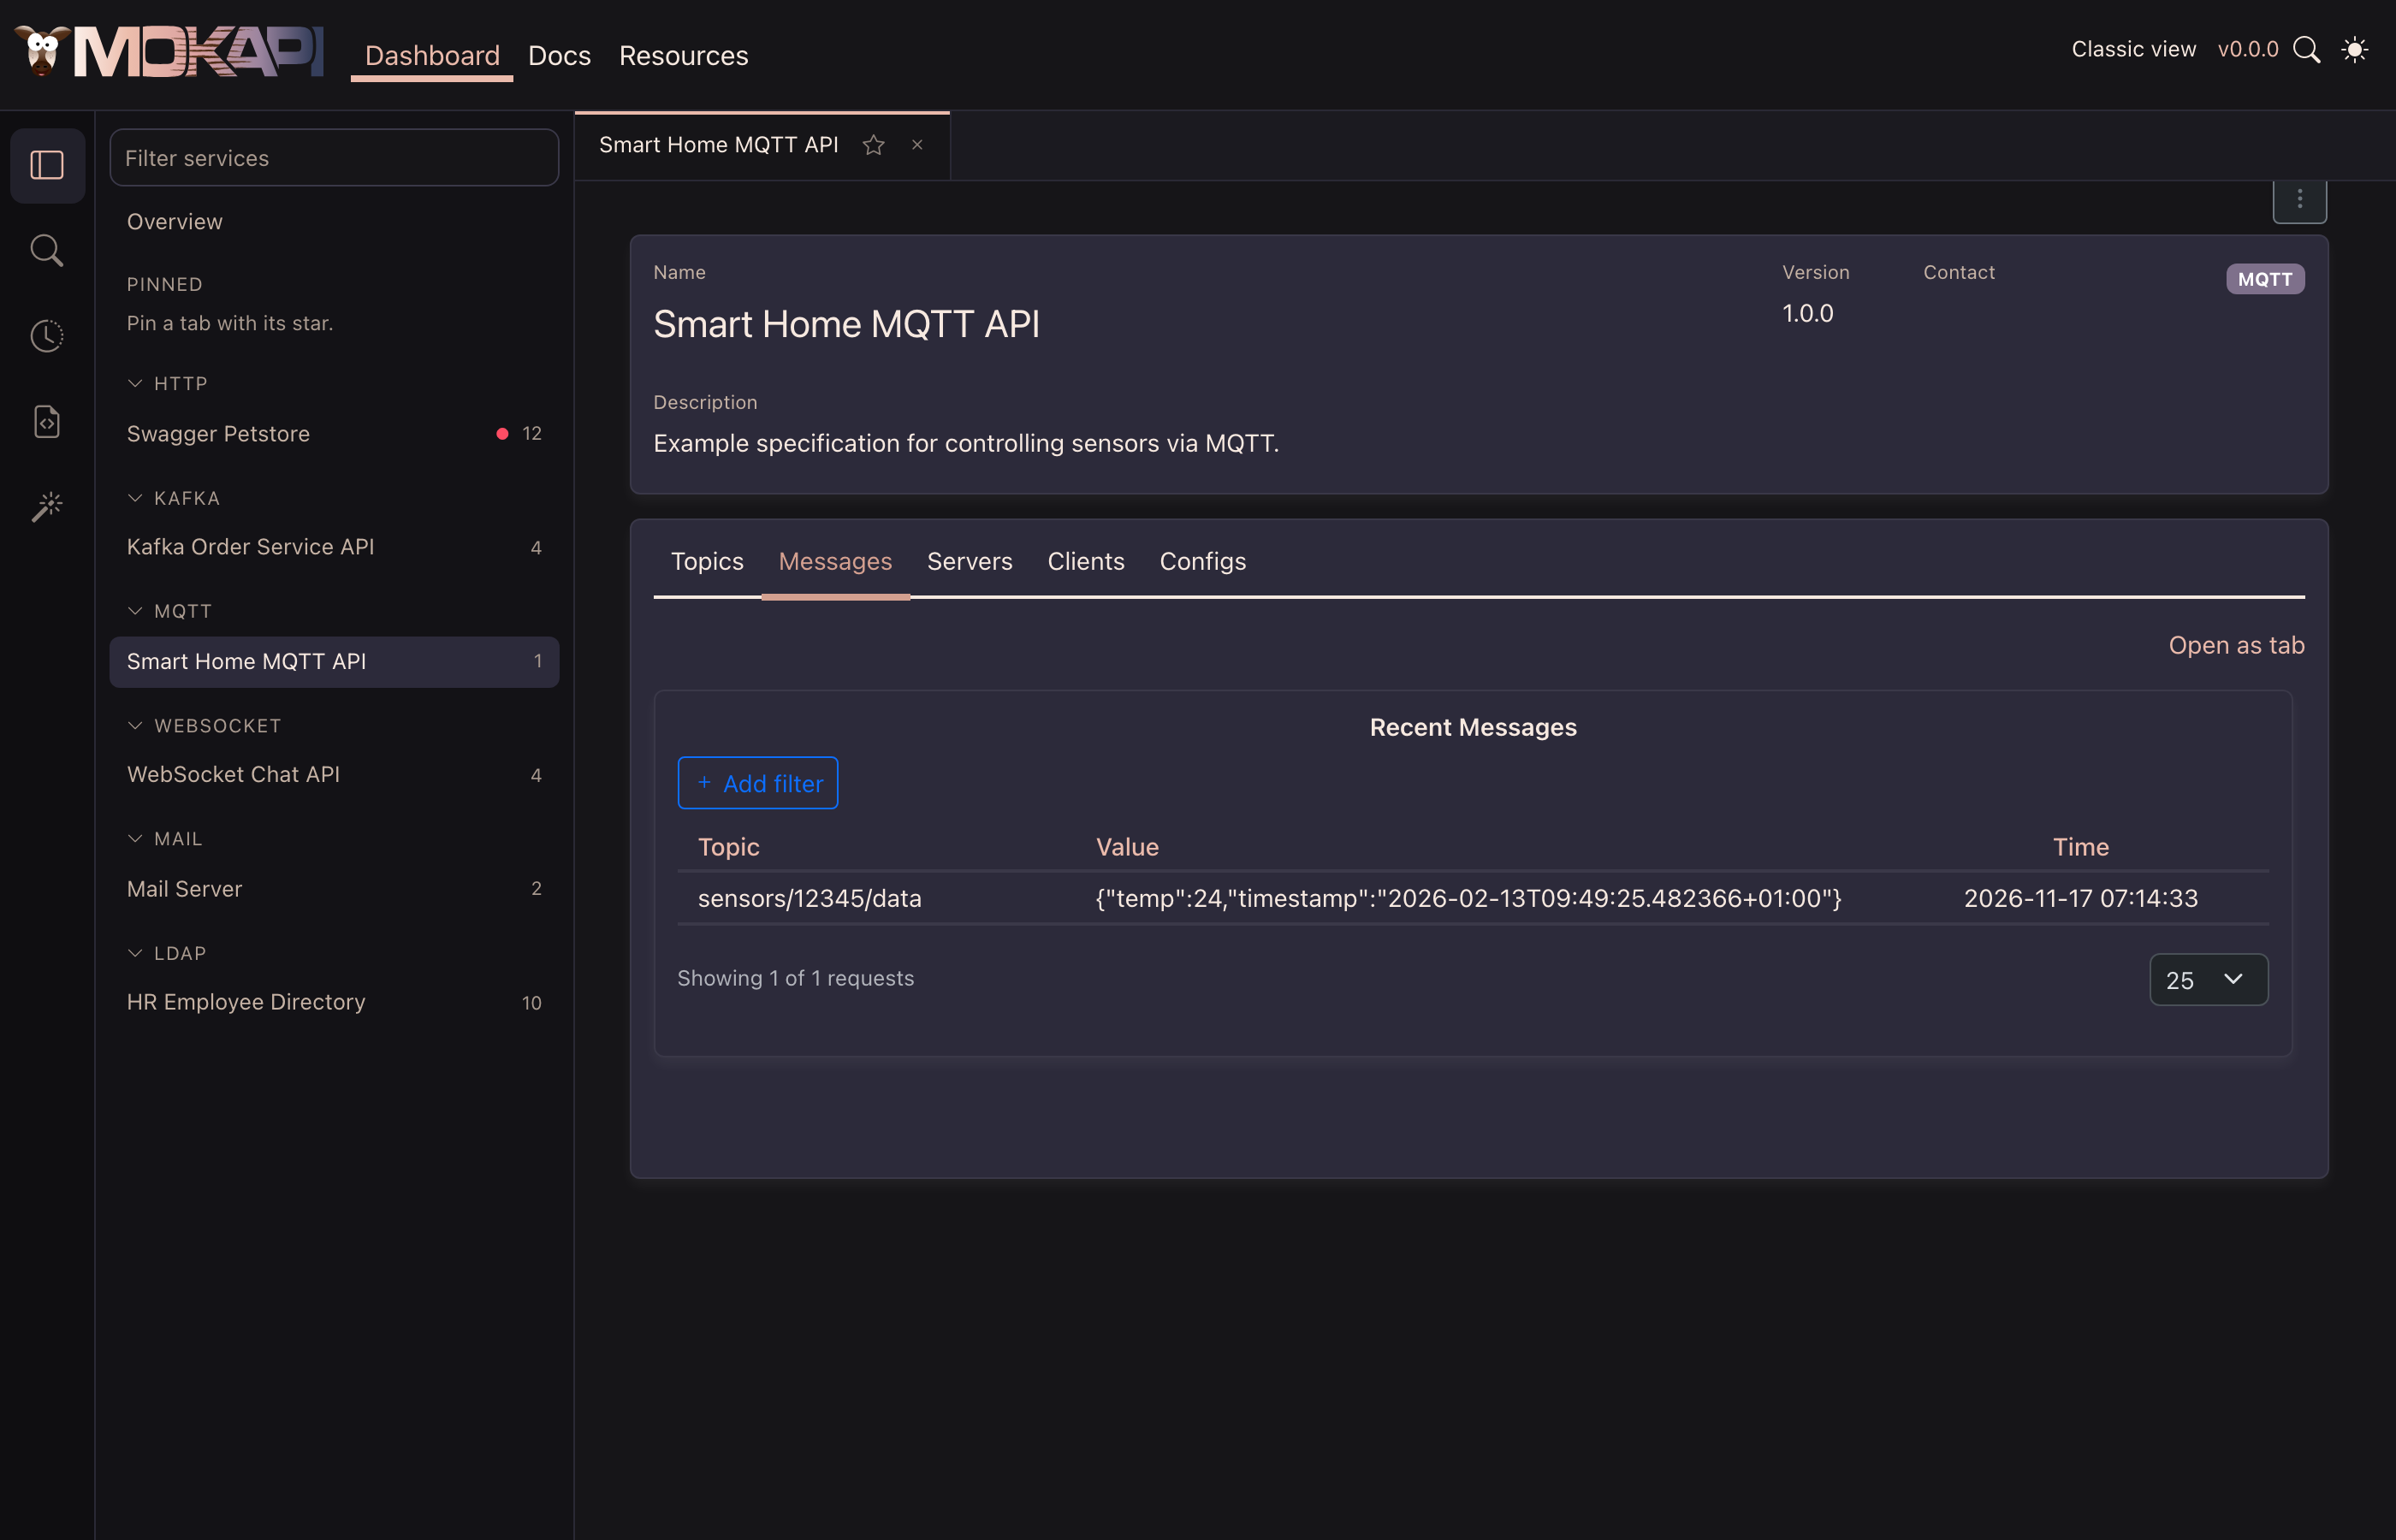 MOKAPI
Dashboard
Docs
Resources
Classic view
v0.0.0
Filter services
Overview
PINNED
Pin a tab with its star.
HTTP
Swagger Petstore 12
KAFKA
Kafka Order Service API 4
MQTT
Smart Home MQTT API 1
WEBSOCKET
WebSocket Chat API 4
MAIL
Mail Server 2
LDAP
HR Employee Directory 10
Smart Home MQTT API
Name
Smart Home MQTT API
Version
1.0.0
Contact
MQTT
Description
Example specification for controlling sensors via MQTT.
Topics Messages Servers Clients Configs
Open as tab
Recent Messages
+ Add filter
Topic Value Time
sensors/12345/data {"temp":24,"timestamp":"2026-02-13T09:49:25.482366+01:00"} 2026-11-17 07:14:33
Showing 1 of 1 requests
25